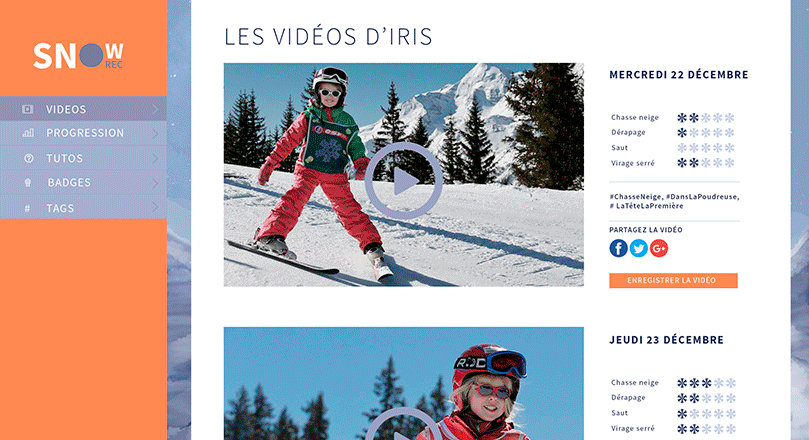 SNOW
REC
VIDEOS
PROGRESSION
TUTOS
BADGES
# TAGS
LES VIDÉOS D'IRIS
MERCREDI 22 DÉCEMBRE
Chasse neige
Dérapage
Saut
Virage serré
#ChasseNeige, #DansLaPoudreuse,
# LaTêteLaPremière
PARTAGEZ LA VIDÉO
f
G+
ENREGISTRER LA VIDÉO
JEUDI 23 DÉCEMBRE
Chasse neige
Dérapage
Saut
Virage serré